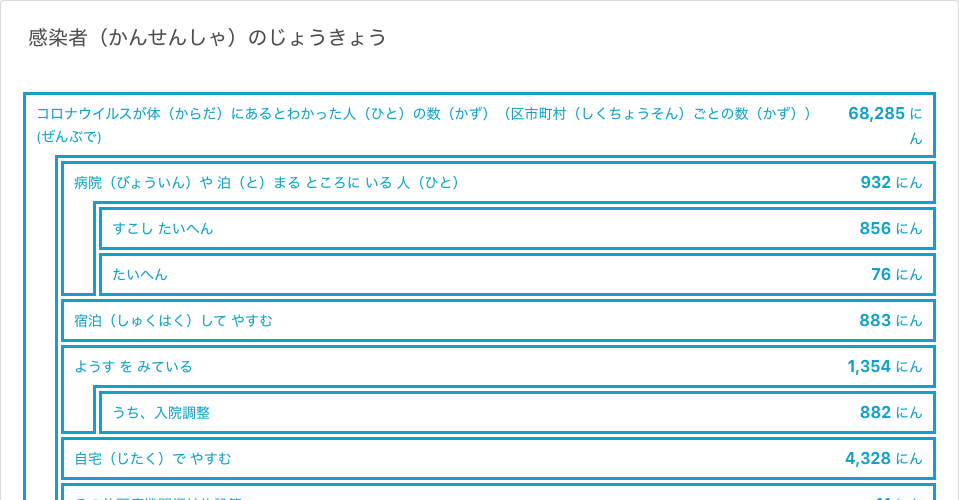 感染者（かんせんしゃ）のじょうきょう
コロナウイルスが体（からだ）にあるとわかった人（ひと）の数（かず）（区市町村（しくちょうそん）ごとの数（かず））
(ぜんぶで)
68,285 に
ん
病院（びょういん）や 泊（と）まる ところに いる 人（ひと） 932 にん
すこし たいへん 856 にん
たいへん 76 にん
宿泊（しゅくはく）して やすむ 883 にん
ようす を みている 1,354 にん
うち、入院調整 882 にん
自宅（じたく）で やすむ 4,328 にん